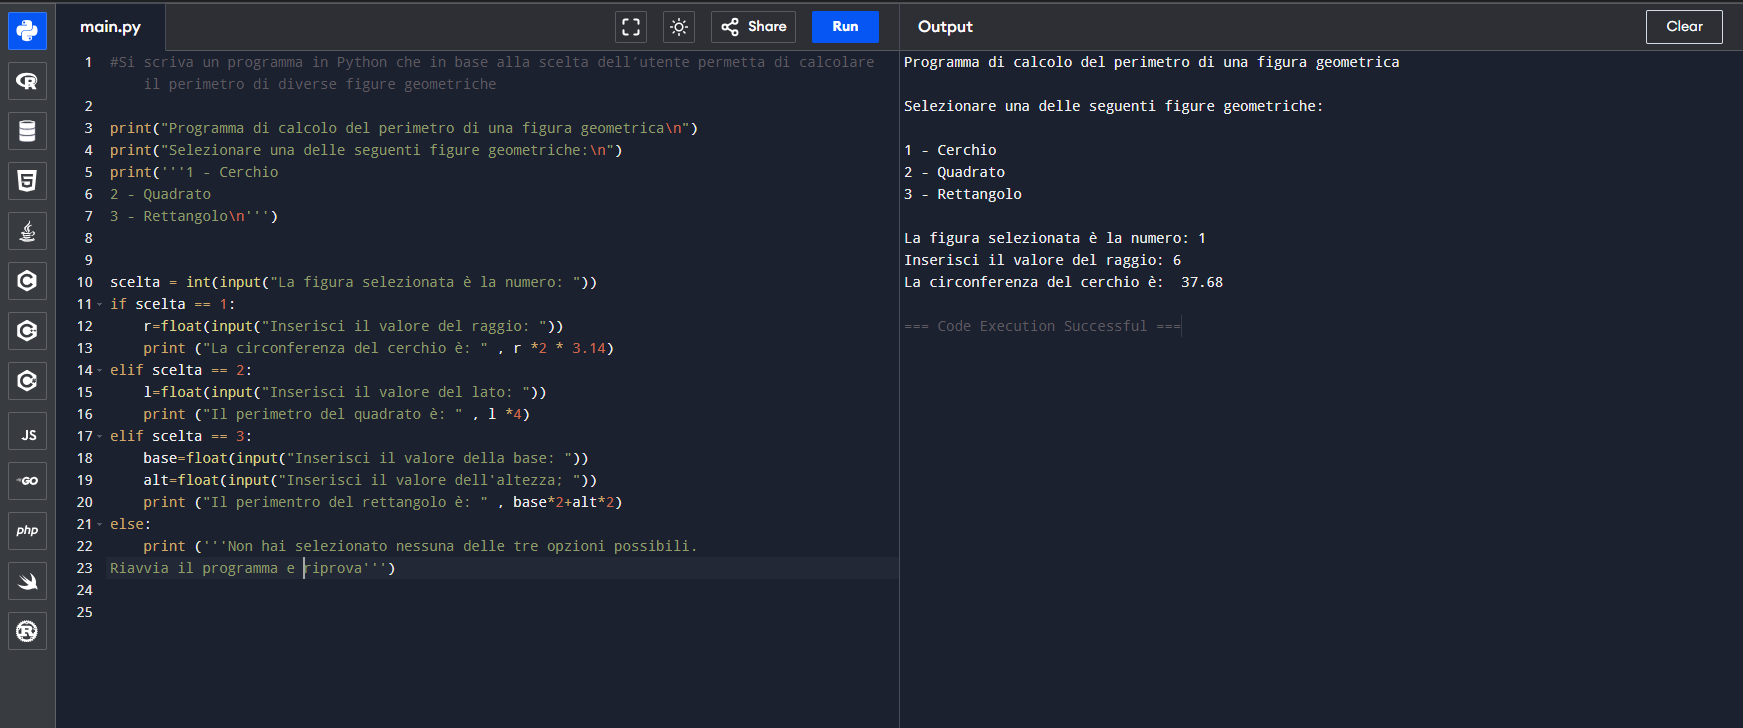 main.py
Share
Run
Output
Clear
1 #Si scriva un programma in Python che in base alla scelta dell'utente permetta di calcolare
il perimetro di diverse figure geometriche
2
3 print("Programma di calcolo del perimetro di una figura geometrica\n")
4 print("Selezionare una delle seguenti figure geometriche:\n")
5 print('''1 - Cerchio
6 2 - Quadrato
7 3 - Rettangolo\n''')
8
9
10 scelta = int(input("La figura selezionata è la numero: "))
11 if scelta == 1:
12     r=float(input("Inserisci il valore del raggio: "))
13     print ("La circonferenza del cerchio è: " , r *2 * 3.14)
14 elif scelta == 2:
15     l=float(input("Inserisci il valore del lato: "))
16     print ("Il perimetro del quadrato è: " , l *4)
17 elif scelta == 3:
18     base=float(input("Inserisci il valore della base: "))
19     alt=float(input("Inserisci il valore dell'altezza; "))
20     print ("Il perimentro del rettangolo è: " , base*2+alt*2)
21 else:
22     print ('''Non hai selezionato nessuna delle tre opzioni possibili.
23 Riavvia il programma e riprova''')
24
25
Programma di calcolo del perimetro di una figura geometrica
Selezionare una delle seguenti figure geometriche:
1 - Cerchio
2 - Quadrato
3 - Rettangolo
La figura selezionata è la numero: 1
Inserisci il valore del raggio: 6
La circonferenza del cerchio è:  37.68
=== Code Execution Successful ===
R
5
C
C
C
JS
GO
php
R